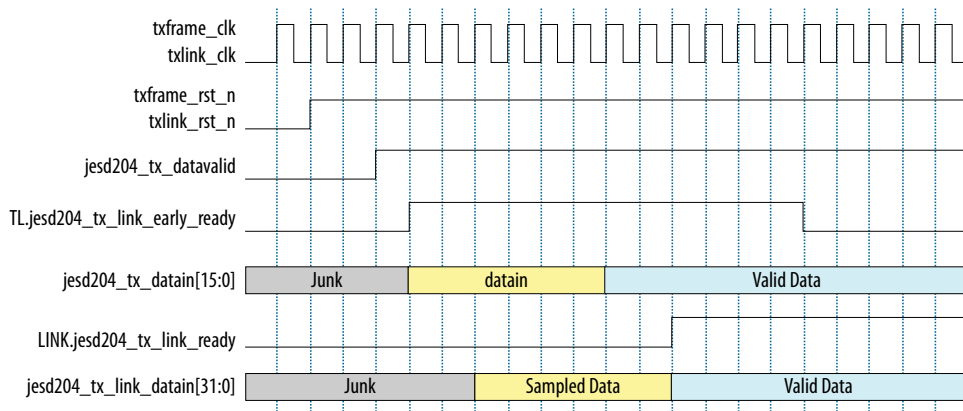 txframe_clk
txlink_clk
txframe_rst_n
txlink_rst_n
jesd204_tx_datavalid
TL.jesd204_tx_link_early_ready
jesd204_tx_datain[15:0] Junk datain Valid Data
LINK.jesd204_tx_link_ready
jesd204_tx_link_datain[31:0] Junk Sampled Data Valid Data